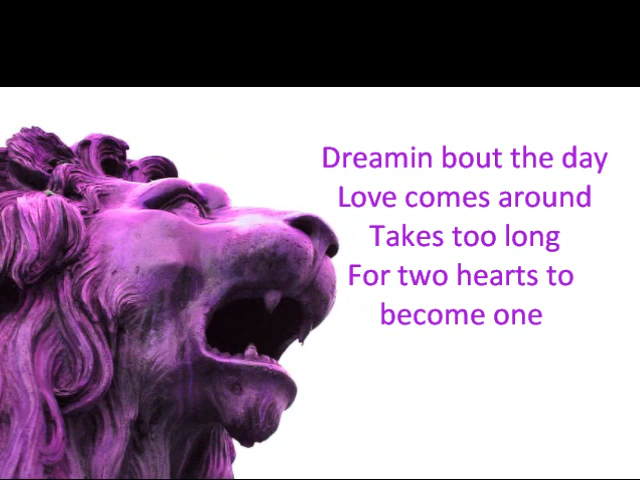 Dreamin bout the day
Love comes around
Takes too long
For two hearts to
become one